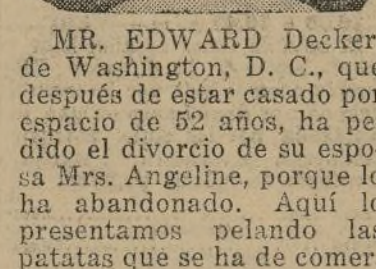 MR. EDWARD Decker
de Washington, D. C., que
después de estar casado por
espacio de 52 años, ha pe-
dido el divorcio de su espo-
sa Mrs. Angeline, porque lo
ha abandonado. Aquí lo
presentamos pelando las
patatas que se ha de comer